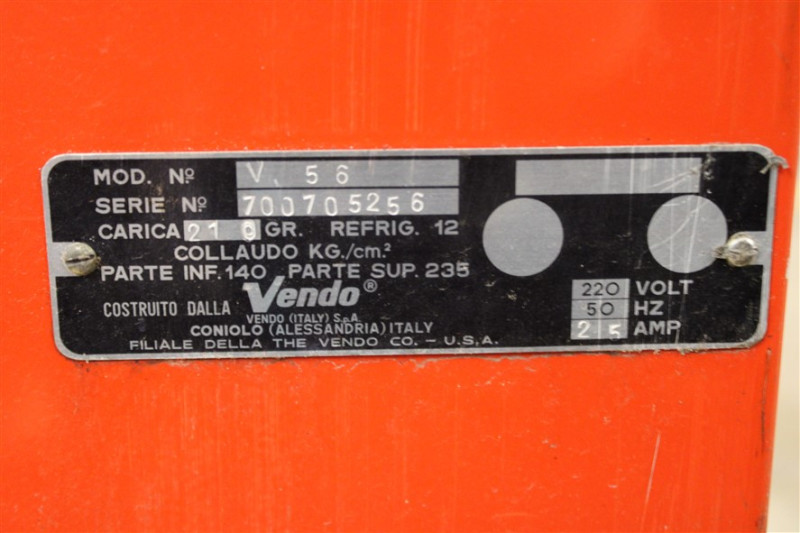 MOD. Nº V. 56
SERIE Nº 700705256
CARICA 210 GR. REFRIG. 12
COLLAUDO KG./cm.²
PARTE INF. 140 PARTE SUP. 235
COSTRUITO DALLA Vendo®
VENDO (ITALY) S.p.A.
CONIOLO (ALESSANDRIA) ITALY
FILIALE DELLA THE VENDO CO. - U.S.A.
220 VOLT
50 HZ
2,5 AMP